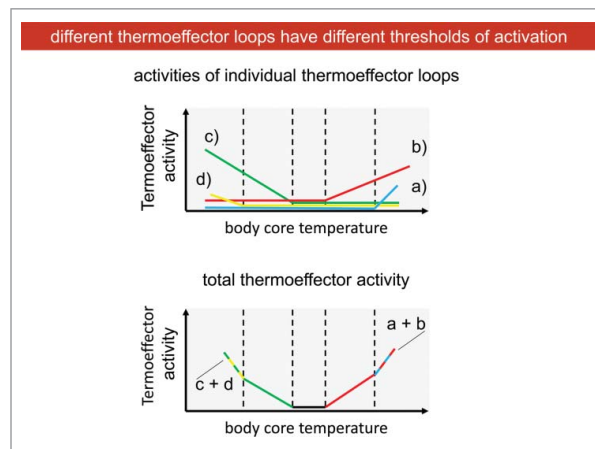 different thermoeffector loops have different thresholds of activation
activities of individual thermoeffector loops
Termoeffector
activity
c)
b)
d)
a)
body core temperature
total thermoeffector activity
Termoeffector
activity
a + b
c + d
body core temperature